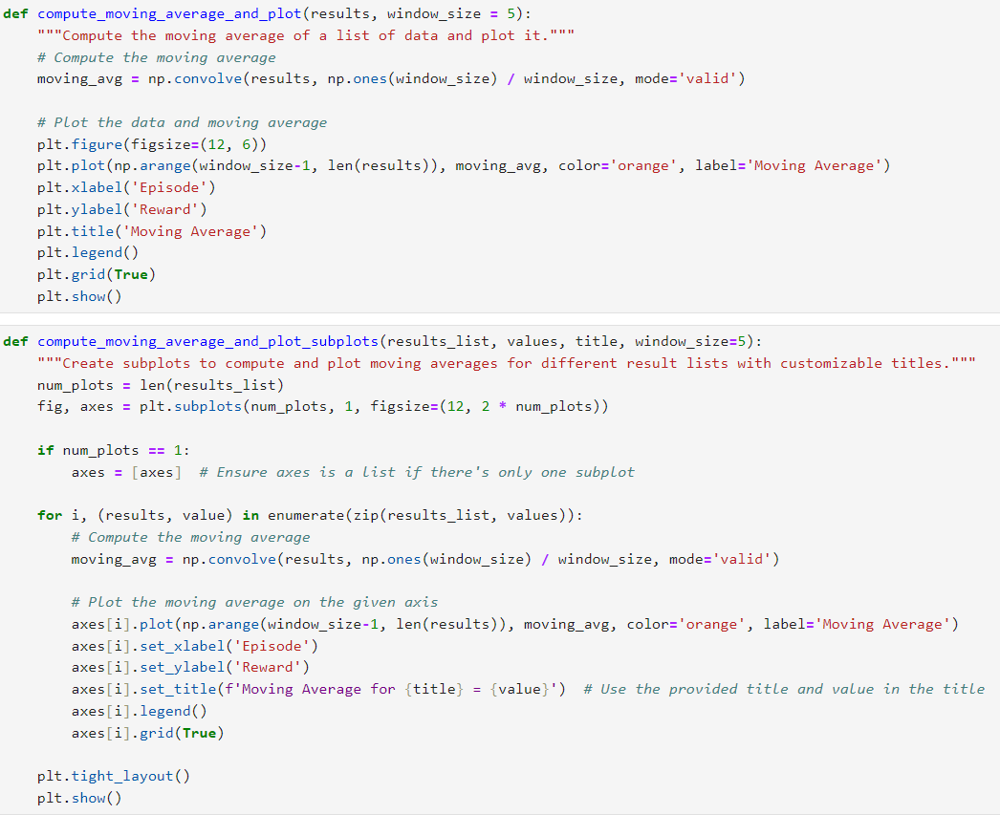 def compute_moving_average_and_plot(results, window_size = 5):
    """Compute the moving average of a list of data and plot it."""
    # Compute the moving average
    moving_avg = np.convolve(results, np.ones(window_size) / window_size, mode='valid')

    # Plot the data and moving average
    plt.figure(figsize=(12, 6))
    plt.plot(np.arange(window_size-1, len(results)), moving_avg, color='orange', label='Moving Average')
    plt.xlabel('Episode')
    plt.ylabel('Reward')
    plt.title('Moving Average')
    plt.legend()
    plt.grid(True)
    plt.show()

def compute_moving_average_and_plot_subplots(results_list, values, title, window_size=5):
    """Create subplots to compute and plot moving averages for different result lists with customizable titles."""
    num_plots = len(results_list)
    fig, axes = plt.subplots(num_plots, 1, figsize=(12, 2 * num_plots))

    if num_plots == 1:
        axes = [axes]  # Ensure axes is a list if there's only one subplot

    for i, (results, value) in enumerate(zip(results_list, values)):
        # Compute the moving average
        moving_avg = np.convolve(results, np.ones(window_size) / window_size, mode='valid')

        # Plot the moving average on the given axis
        axes[i].plot(np.arange(window_size-1, len(results)), moving_avg, color='orange', label='Moving Average')
        axes[i].set_xlabel('Episode')
        axes[i].set_ylabel('Reward')
        axes[i].set_title(f'Moving Average for {title} = {value}')  # Use the provided title and value in the title
        axes[i].legend()
        axes[i].grid(True)

    plt.tight_layout()
    plt.show()